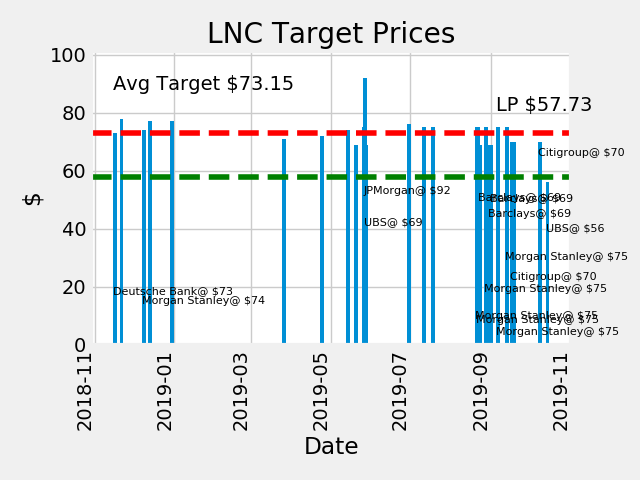 LNC Target Prices
100
Avg Target $73.15
LP $57.73
80
Citigroup@ $70
60
JPMorgan@ $92
Barclays@ $69
Barclays@ $69
Barclays@ $69
UBS@ $69
40
UBS@ $56
Morgan Stanley@ $75
Citigroup@ $70
20
Deutsche Bank@ $73
Morgan Stanley@ $75
Morgan Stanley@ $74
Morgan Stanley@ $75
Morgan Stanley@ $75
Morgan Stanley@ $75
0
$
2018-11
2019-01
2019-03
2019-05
2019-07
2019-09
2019-11
Date